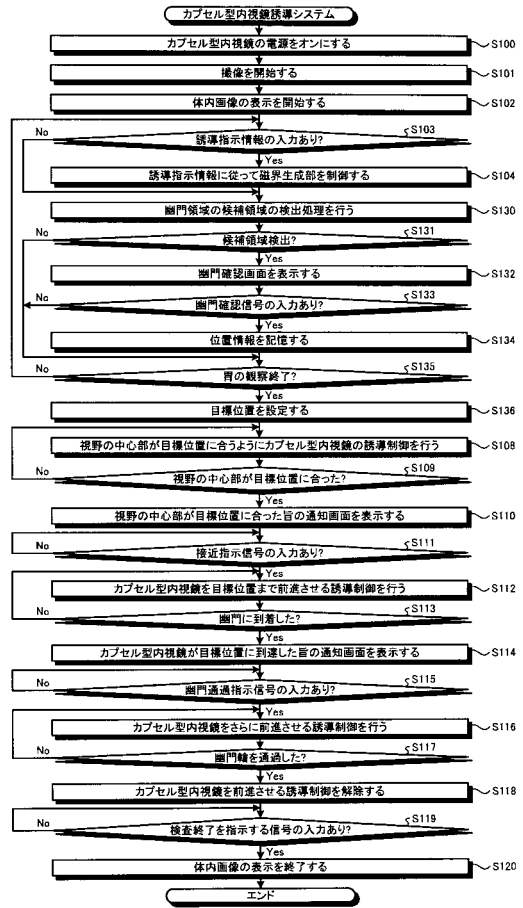 カプセル型内視鏡誘導システム
カプセル型内視鏡の電源をオンにする S100
撮像を開始する S101
体内画像の表示を開始する S102
No 誘導指示情報の入力あり? S103
Yes
誘導指示情報に従って磁界生成部を制御する S104
幽門領域の候補領域の検出処理を行う S130
No 候補領域検出? S131
Yes
幽門確認画面を表示する S132
No 幽門確認信号の入力あり? S133
Yes
位置情報を記憶する S134
No 胃の観察終了? S135
Yes
目標位置を設定する S136
視野の中心部が目標位置に合うようにカプセル型内視鏡の誘導制御を行う S108
No 視野の中心部が目標位置に合った? S109
Yes
視野の中心部が目標位置に合った旨の通知画面を表示する S110
No 接近指示信号の入力あり? S111
Yes
カプセル型内視鏡を目標位置まで前進させる誘導制御を行う S112
No 幽門に到着した? S113
Yes
カプセル型内視鏡が目標位置に到達した旨の通知画面を表示する S114
No 幽門通過指示信号の入力あり? S115
Yes
カプセル型内視鏡をさらに前進させる誘導制御を行う S116
No 幽門輪を通過した? S117
Yes
カプセル型内視鏡を前進させる誘導制御を解除する S118
No 検査終了を指示する信号の入力あり? S119
Yes
体内画像の表示を終了する S120
エンド